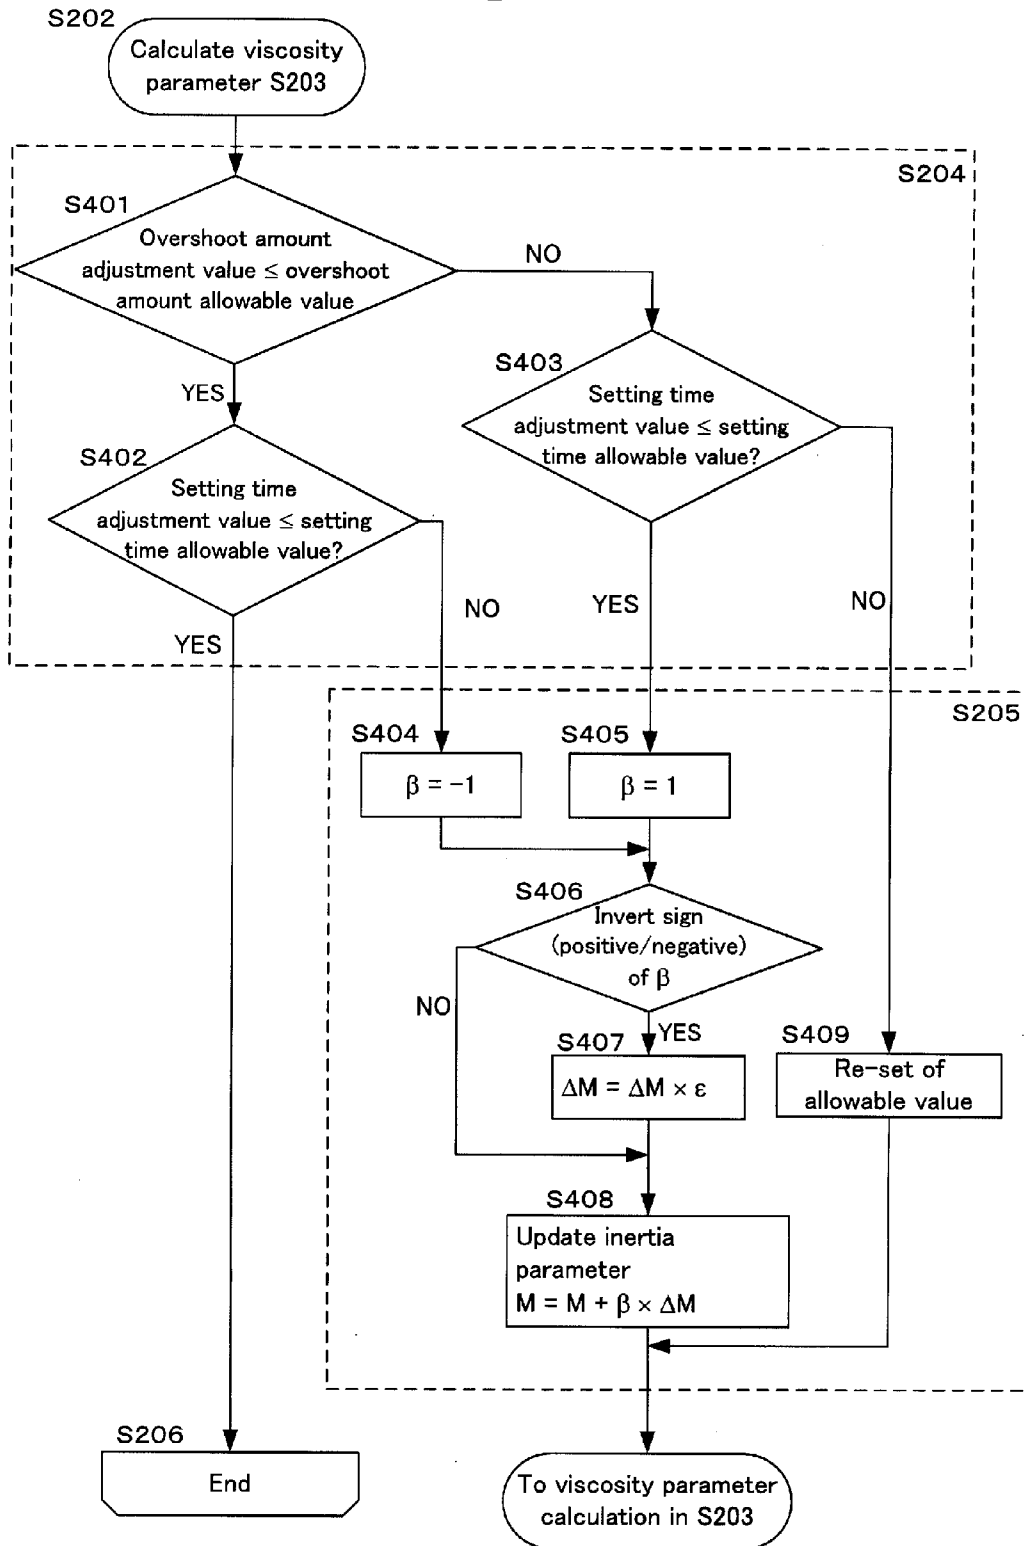 S202
Calculate viscosity
parameter S203
S204
S401
Overshoot amount
adjustment value ≤ overshoot
amount allowable value
NO
YES
S403
Setting time
adjustment value ≤ setting
time allowable value?
S402
Setting time
adjustment value ≤ setting
time allowable value?
NO
YES
NO
YES
S205
S404
β = -1
S405
β = 1
S406
Invert sign
(positive/negative)
of β
NO
YES
S407
ΔM = ΔM × ε
S409
Re-set of
allowable value
S408
Update inertia
parameter
M = M + β × ΔM
S206
End
To viscosity parameter
calculation in S203